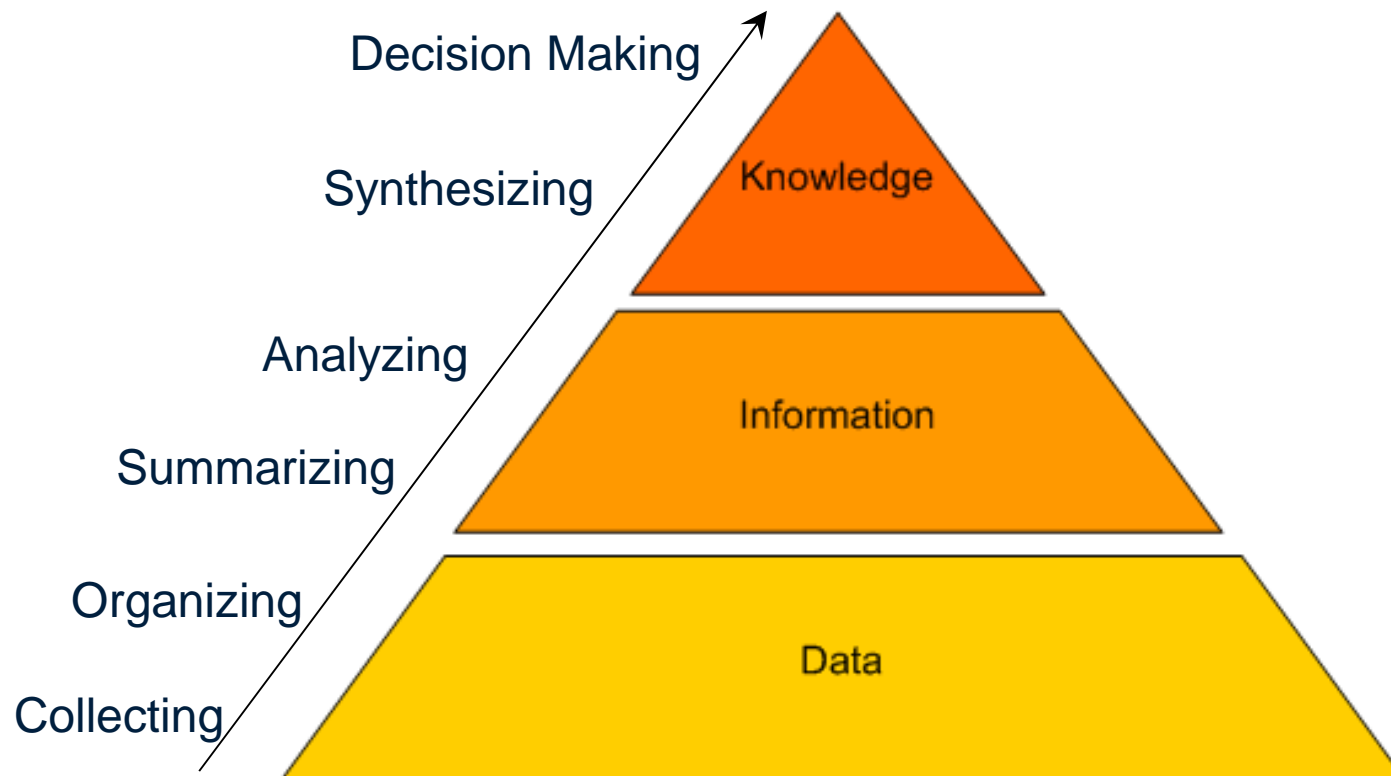 Decision Making
Knowledge
Synthesizing
Analyzing
Information
Summarizing
Organizing
Data
Collecting